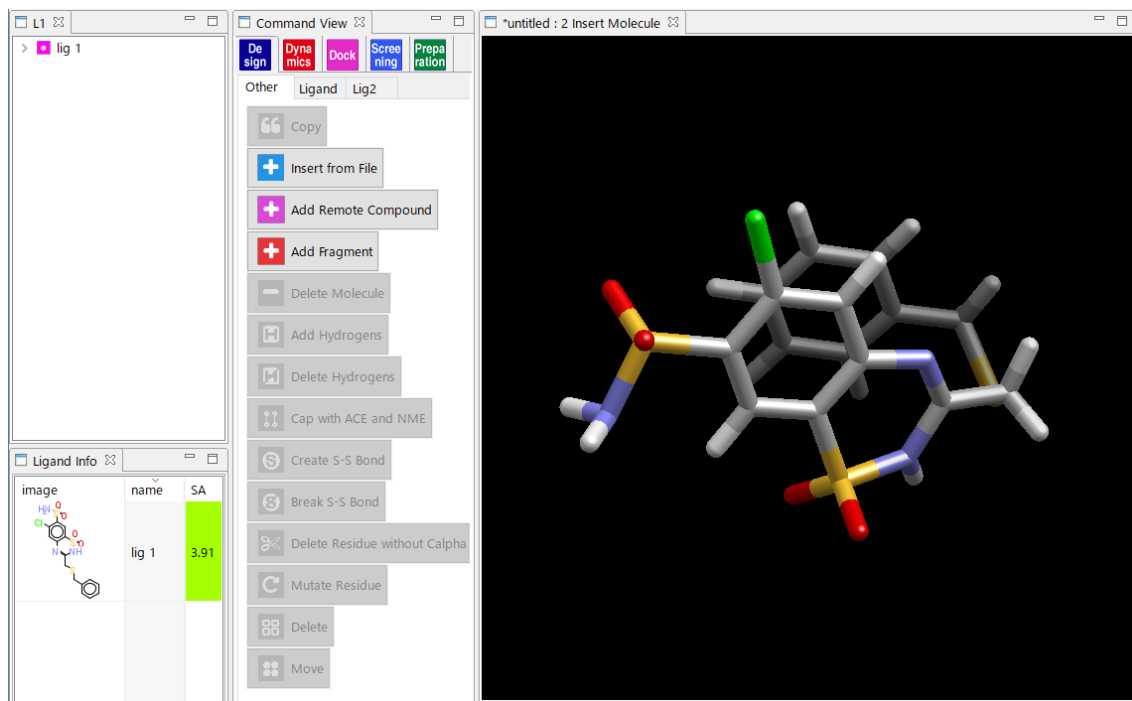 L1
lig 1
Command View
De
sign
Dyna
mics
Dock
Scree
ning
Prepa
ration
Other
Ligand
Lig2
Copy
Insert from File
Add Remote Compound
Add Fragment
Delete Molecule
Add Hydrogens
Delete Hydrogens
Cap with ACE and NME
Create S-S Bond
Break S-S Bond
Delete Residue without Calpha
Mutate Residue
Delete
Move
*untitled : 2 Insert Molecule
Ligand Info
image name SA
H₂N S O O
Cl
S O O
N NH
S
lig 1
3.91